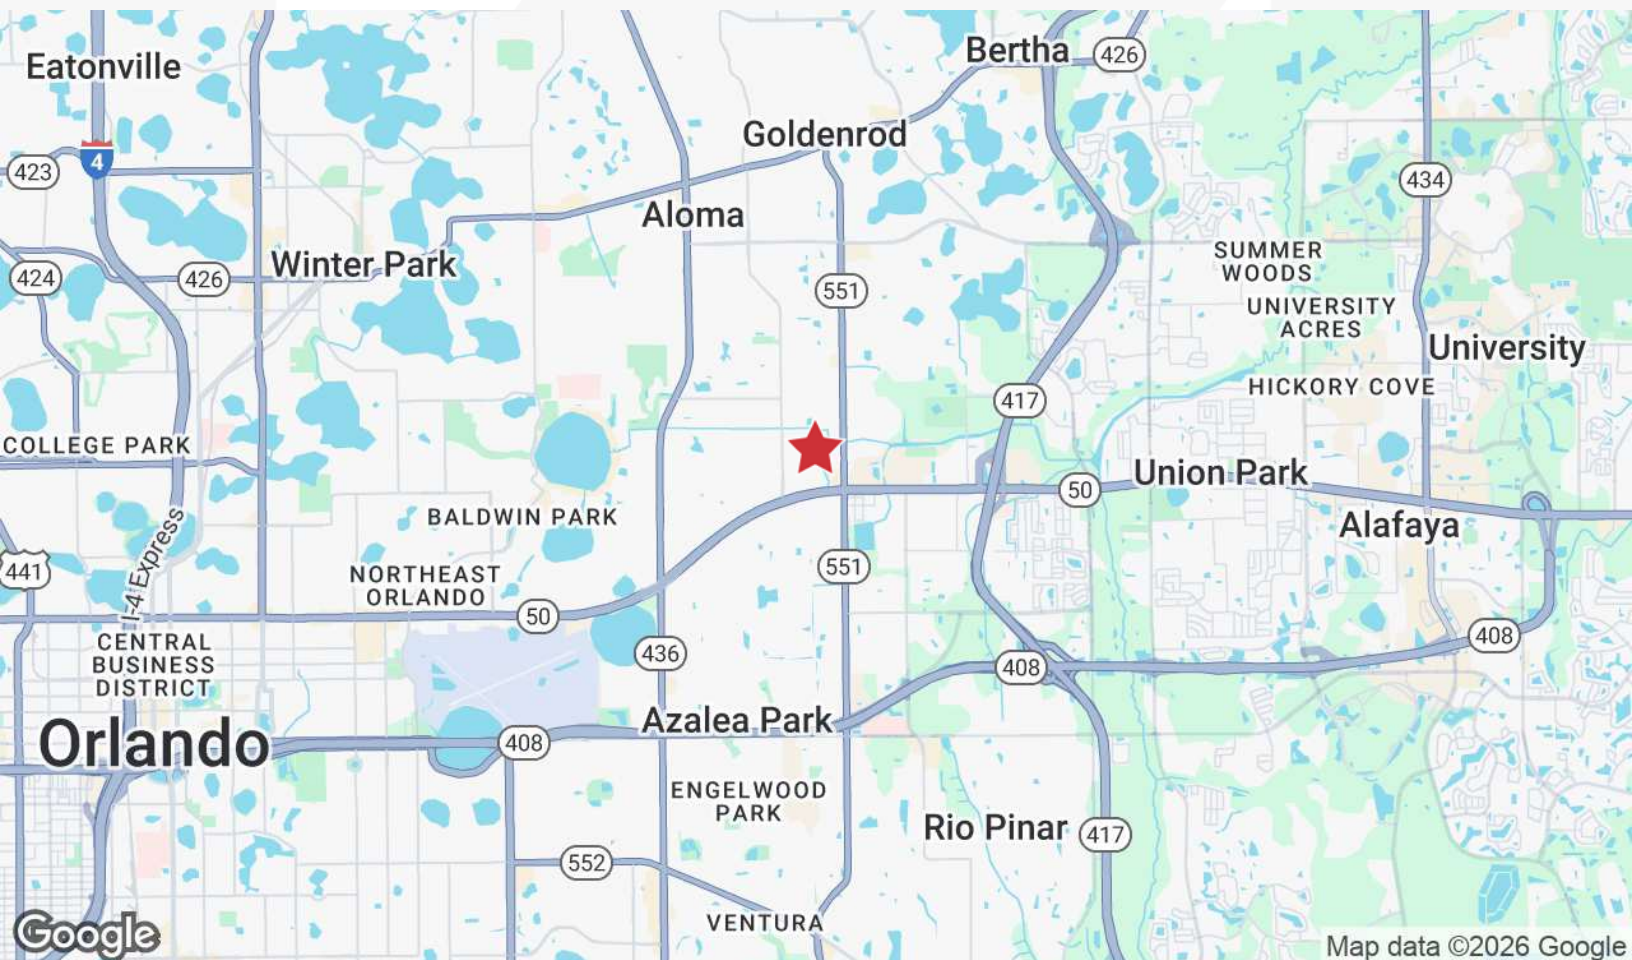 Eatonville
Bertha
426
4
423
Goldenrod
434
Aloma
SUMMER
WOODS
424
426
Winter Park
551
UNIVERSITY
ACRES
University
HICKORY COVE
417
COLLEGE PARK
Union Park
50
BALDWIN PARK
Alafaya
I-4 Express
441
NORTHEAST
ORLANDO
551
50
CENTRAL
BUSINESS
DISTRICT
436
408
408
Orlando
408
Azalea Park
ENGELWOOD
PARK
Rio Pinar
417
552
VENTURA
Google
Map data ©2026 Google